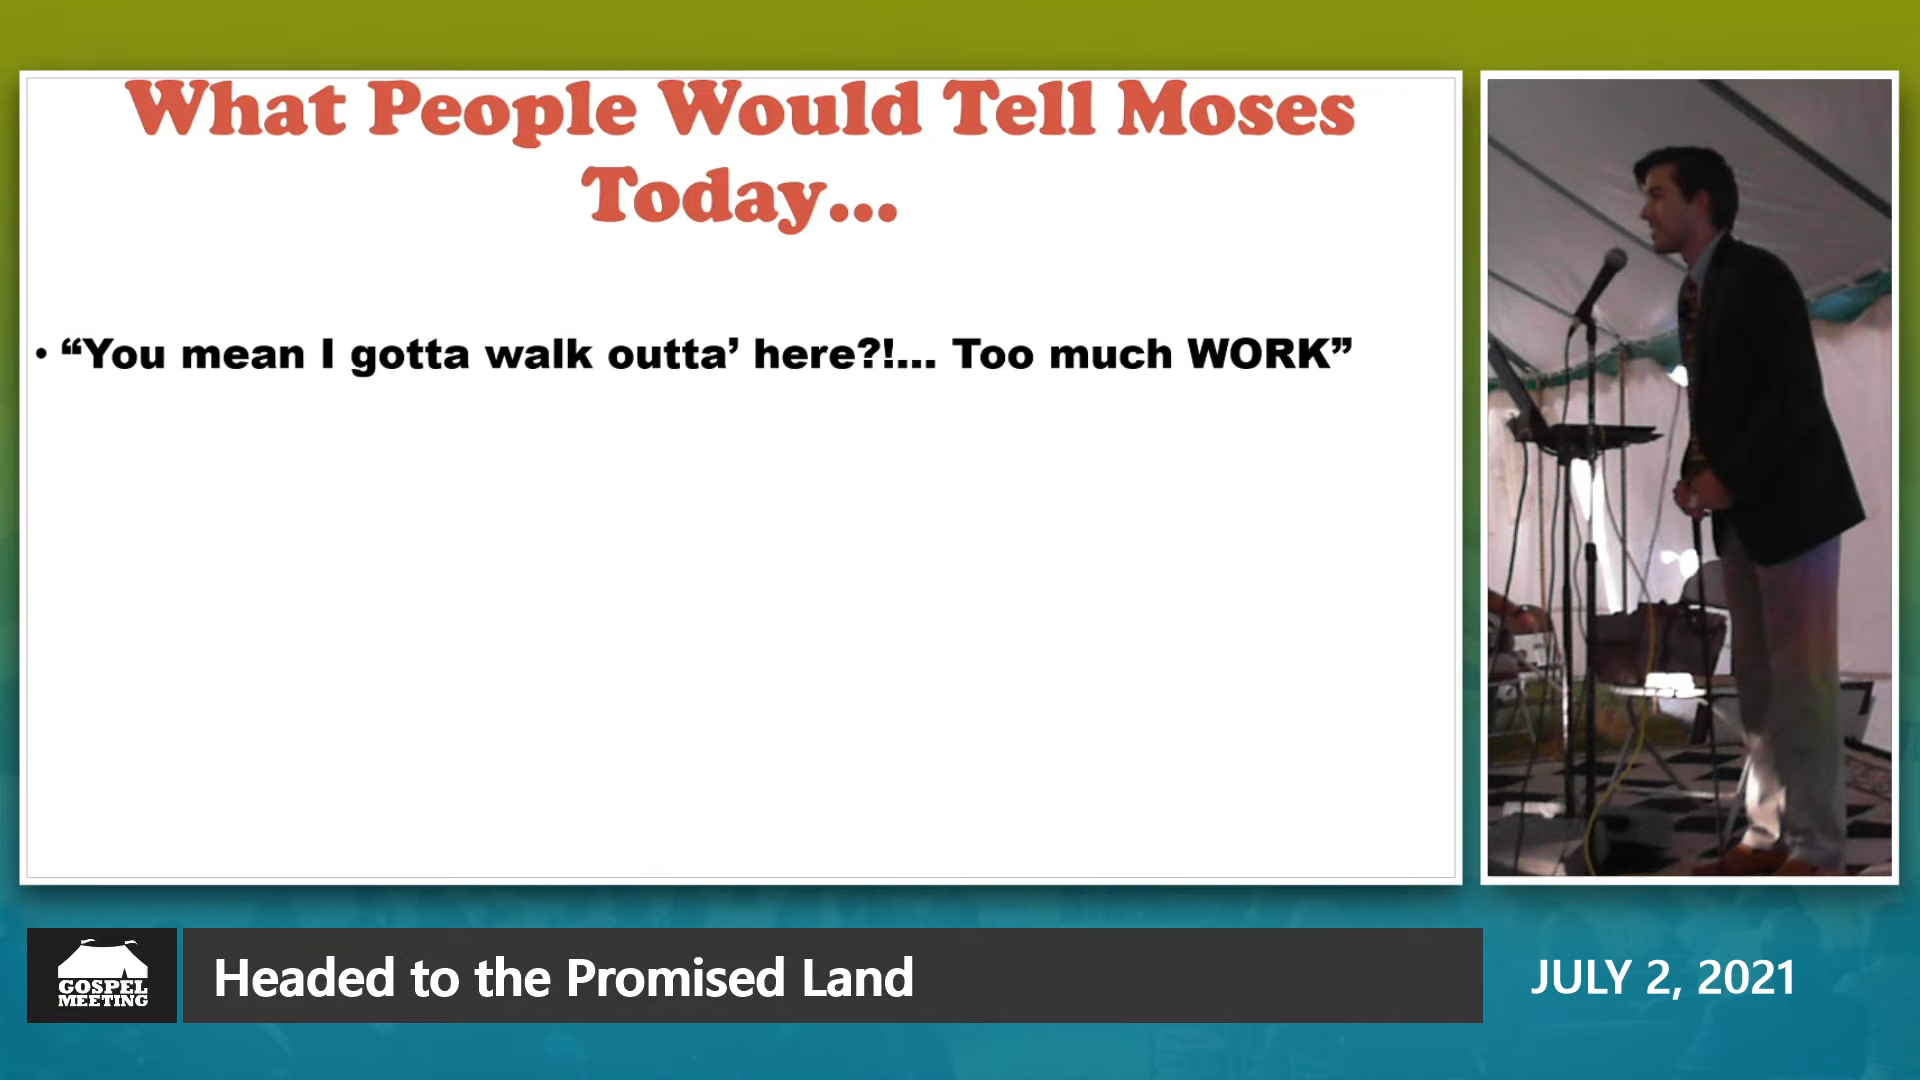 What People Would Tell Moses
Today...
• “You mean I gotta walk outta’ here?!... Too much WORK”
GOSPEL
MEETING
Headed to the Promised Land
JULY 2, 2021